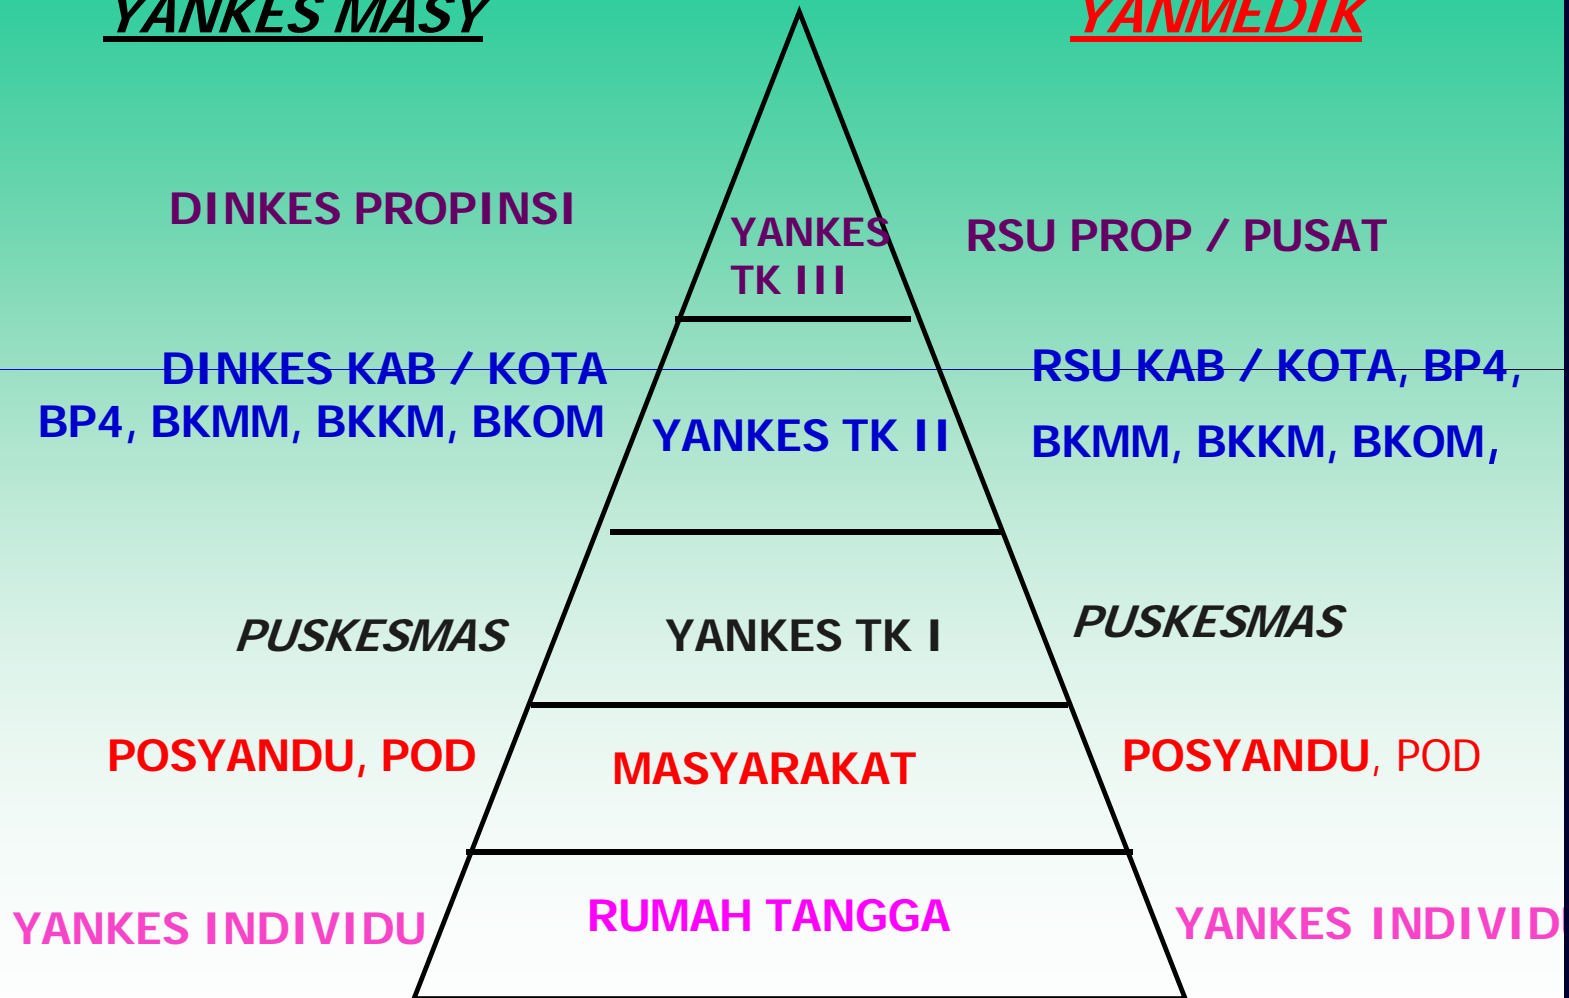 YANKES MASY
YANMEDIK
DINKES PROPINSI
YANKES
TK III
RSU PROP / PUSAT
DINKES KAB / KOTA
BP4, BKMM, BKKM, BKOM
YANKES TK II
RSU KAB / KOTA, BP4,
BKMM, BKKM, BKOM,
PUSKESMAS
YANKES TK I
PUSKESMAS
POSYANDU, POD
MASYARAKAT
POSYANDU, POD
YANKES INDIVIDU
RUMAH TANGGA
YANKES INDIVIDU